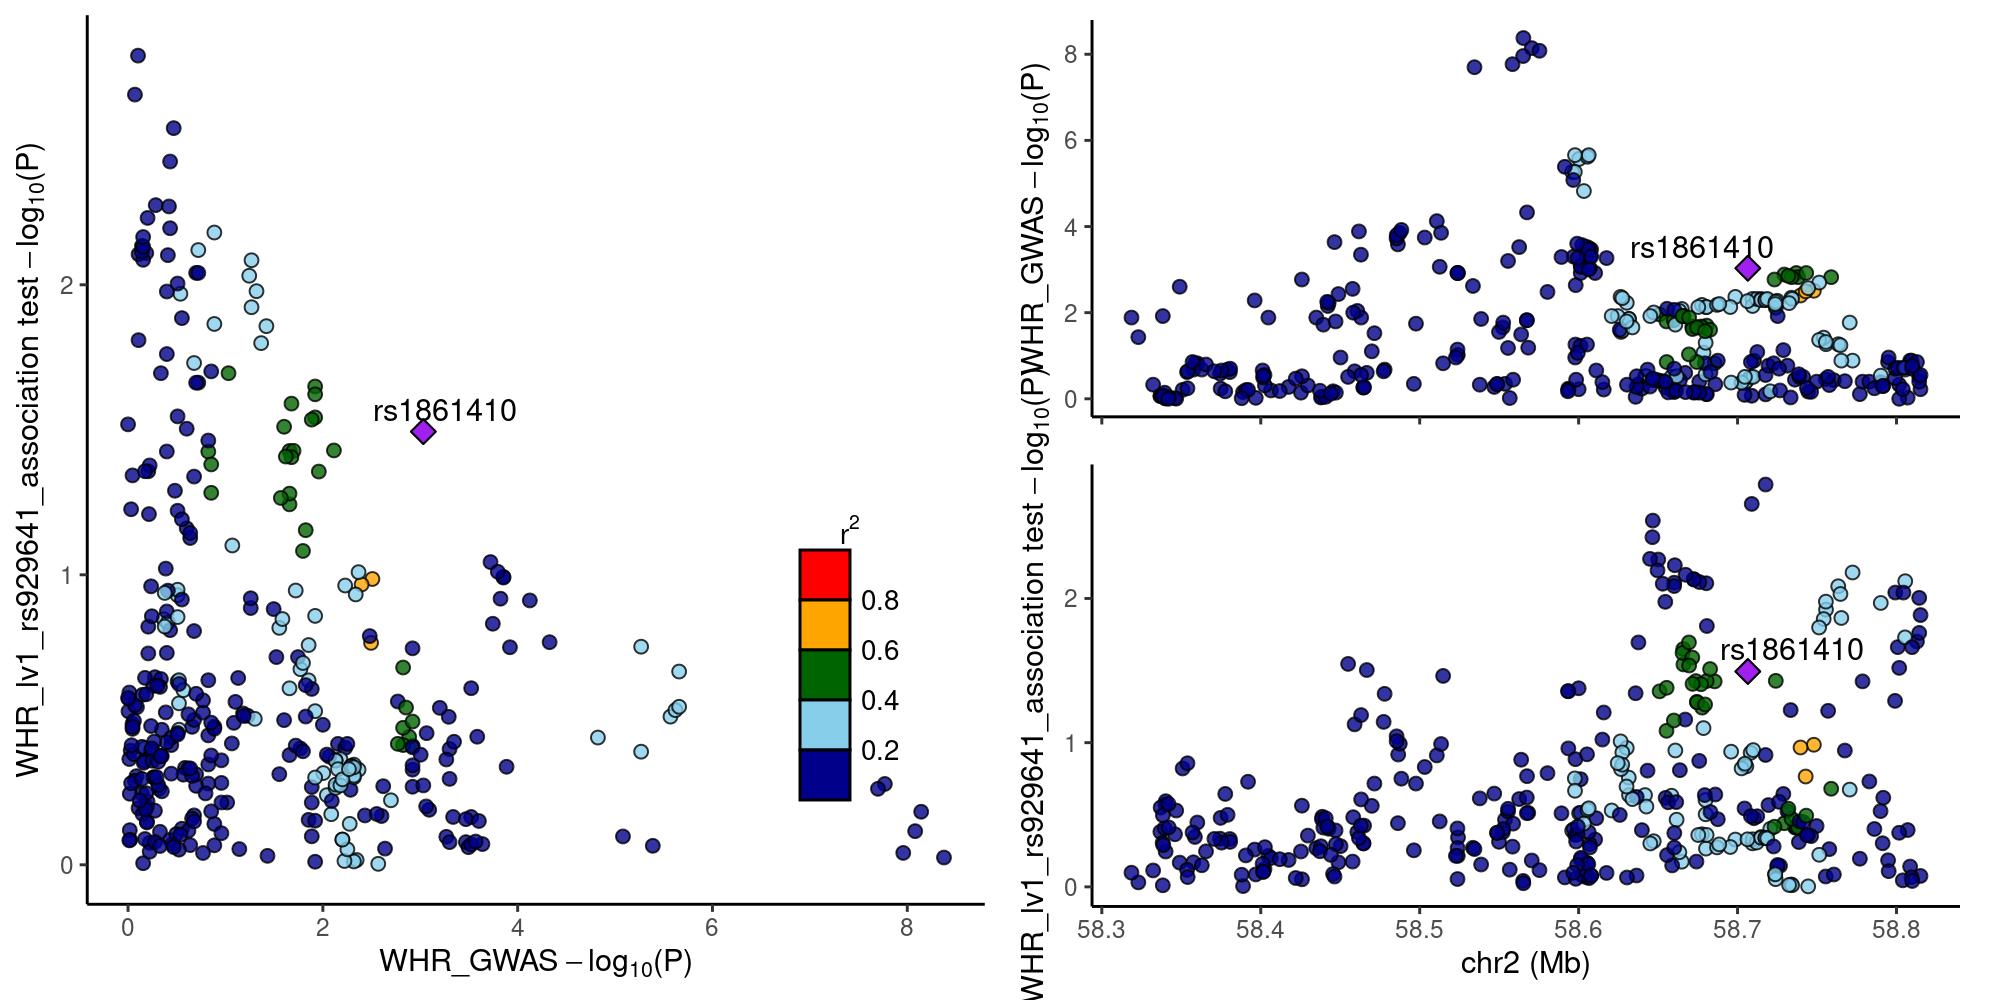 WHR_lv1_rs929641_association test −log10(P)
2
1
0
rs1861410
r2
0.8
0.6
0.4
0.2
0 2 4 6 8
WHR_GWAS −log10(P)
WHR_GWAS −log10(P)
8
6
4
2
0
rs1861410
WHR_lv1_rs929641_association test −log10(P)
2
1
0
rs1861410
58.3 58.4 58.5 58.6 58.7 58.8
chr2 (Mb)